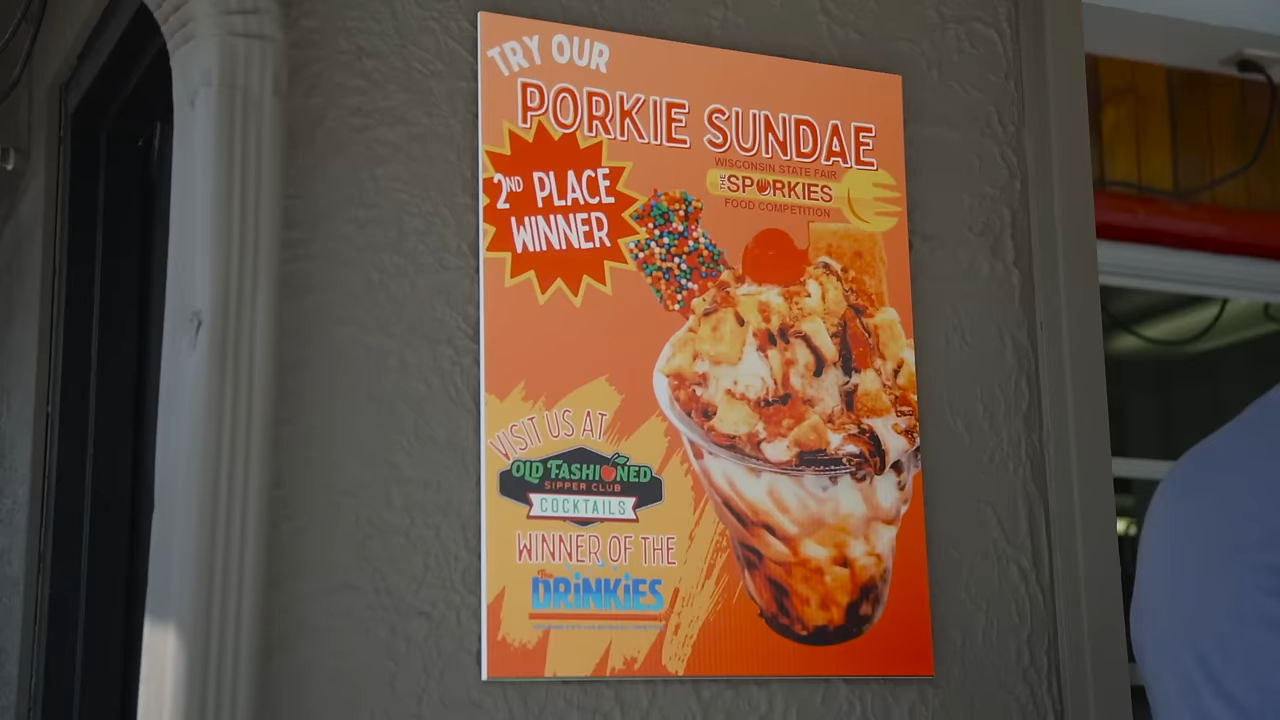 TRY OUR
PORKIE SUNDAE
WISCONSIN STATE FAIR
THE SPORKIES
FOOD COMPETITION
2ND PLACE
WINNER
VISIT US AT
OLD FASHIONED
SIPPER CLUB
COCKTAILS
WINNER OF THE
The
DRiNKiES